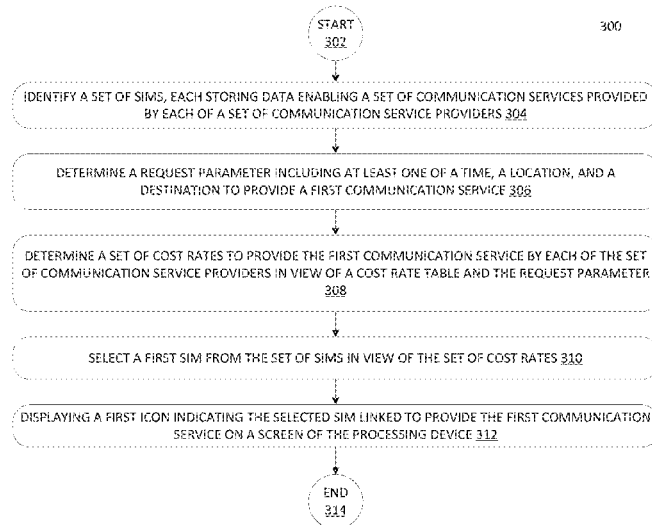 300
START
302
IDENTIFY A SET OF SIMS, EACH STORING DATA ENABLING A SET OF COMMUNICATION SERVICES PROVIDED
BY EACH OF A SET OF COMMUNICATION SERVICE PROVIDERS 304
DETERMINE A REQUEST PARAMETER INCLUDING AT LEAST ONE OF A TIME, A LOCATION, AND A
DESTINATION TO PROVIDE A FIRST COMMUNICATION SERVICE 306
DETERMINE A SET OF COST RATES TO PROVIDE THE FIRST COMMUNICATION SERVICE BY EACH OF THE SET
OF COMMUNICATION SERVICE PROVIDERS IN VIEW OF A COST RATE TABLE AND THE REQUEST PARAMETER
308
SELECT A FIRST SIM FROM THE SET OF SIMS IN VIEW OF THE SET OF COST RATES 310
DISPLAYING A FIRST ICON INDICATING THE SELECTED SIM LINKED TO PROVIDE THE FIRST COMMUNICATION
SERVICE ON A SCREEN OF THE PROCESSING DEVICE 312
END
314